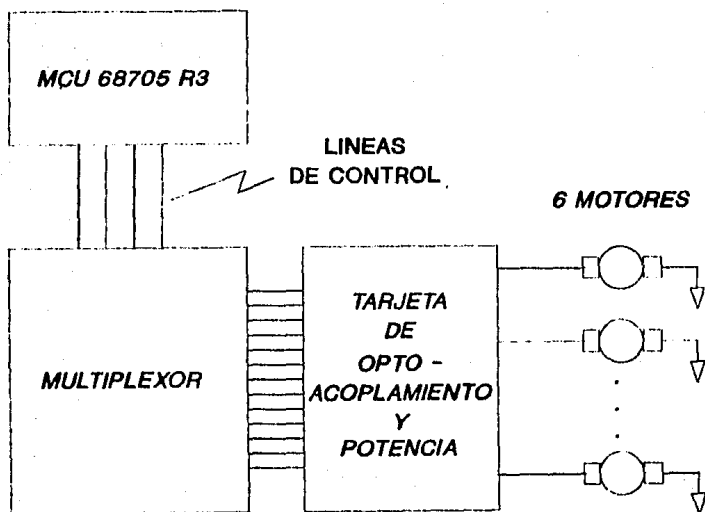 MCU 68705 R3
LINEAS
DE CONTROL
6 MOTORES
MULTIPLEXOR
TARJETA
DE
OPTO -
ACOPLAMIENTO
Y
POTENCIA